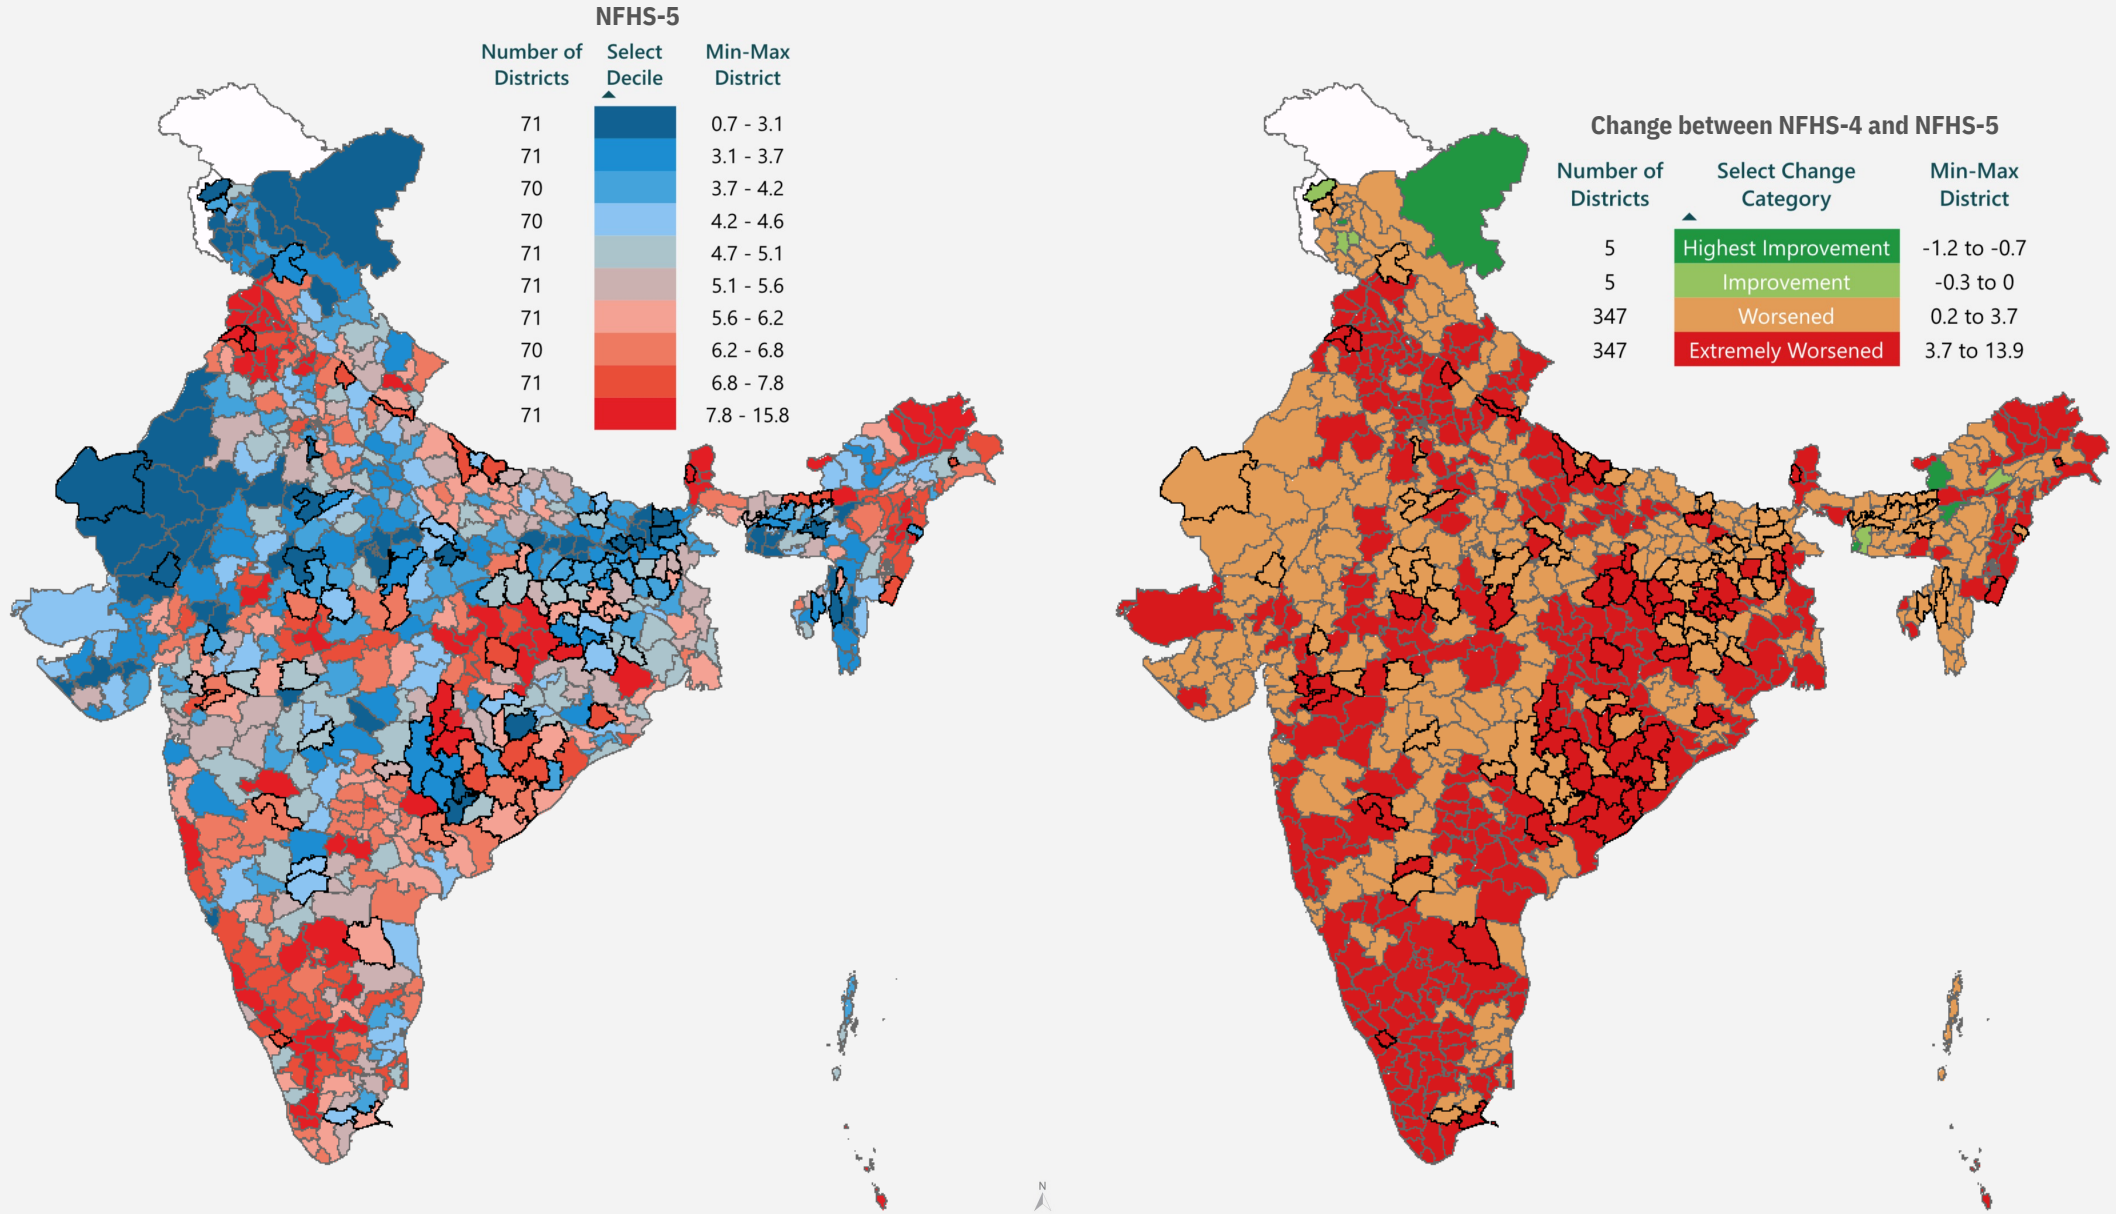 NFHS-5
Number of Districts Select Decile Min-Max District
71 0.7 - 3.1
71 3.1 - 3.7
70 3.7 - 4.2
70 4.2 - 4.6
71 4.7 - 5.1
71 5.1 - 5.6
71 5.6 - 6.2
70 6.2 - 6.8
71 6.8 - 7.8
71 7.8 - 15.8
Change between NFHS-4 and NFHS-5
Number of Districts Select Change Category Min-Max District
5 Highest Improvement -1.2 to -0.7
5 Improvement -0.3 to 0
347 Worsened 0.2 to 3.7
347 Extremely Worsened 3.7 to 13.9
N